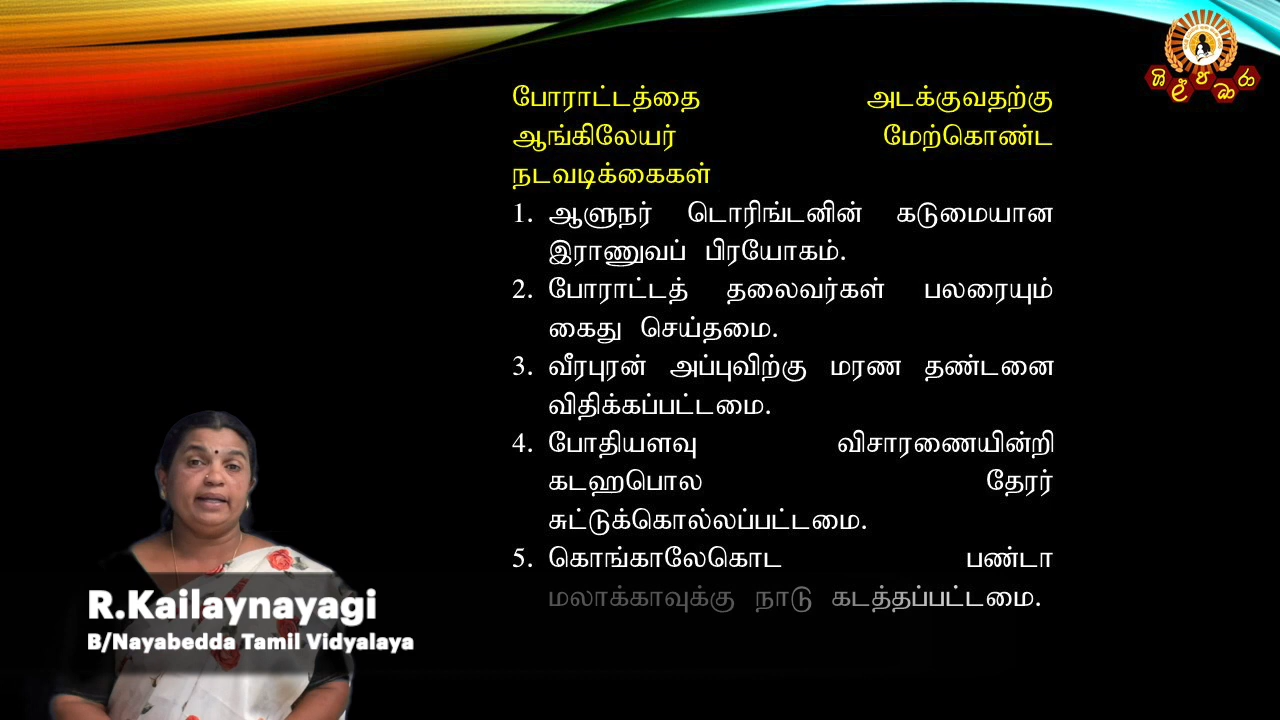 ශිල්ප ශාලා
போராட்டத்தை அடக்குவதற்கு
ஆங்கிலேயர் மேற்கொண்ட
நடவடிக்கைகள்
1. ஆளுநர் டொரிங்டனின் கடுமையான
இராணுவப் பிரயோகம்.
2. போராட்டத் தலைவர்கள் பலரையும்
கைது செய்தமை.
3. வீரபுரன் அப்புவிற்கு மரண தண்டனை
விதிக்கப்பட்டமை.
4. போதியளவு விசாரணையின்றி
கடஹபொல தேரர்
சுட்டுக்கொல்லப்பட்டமை.
5. கொங்காலேகொட பண்டா
மலாக்காவுக்கு நாடு கடத்தப்பட்டமை.
R.Kailaynayagi
B/Nayabedda Tamil Vidyalaya